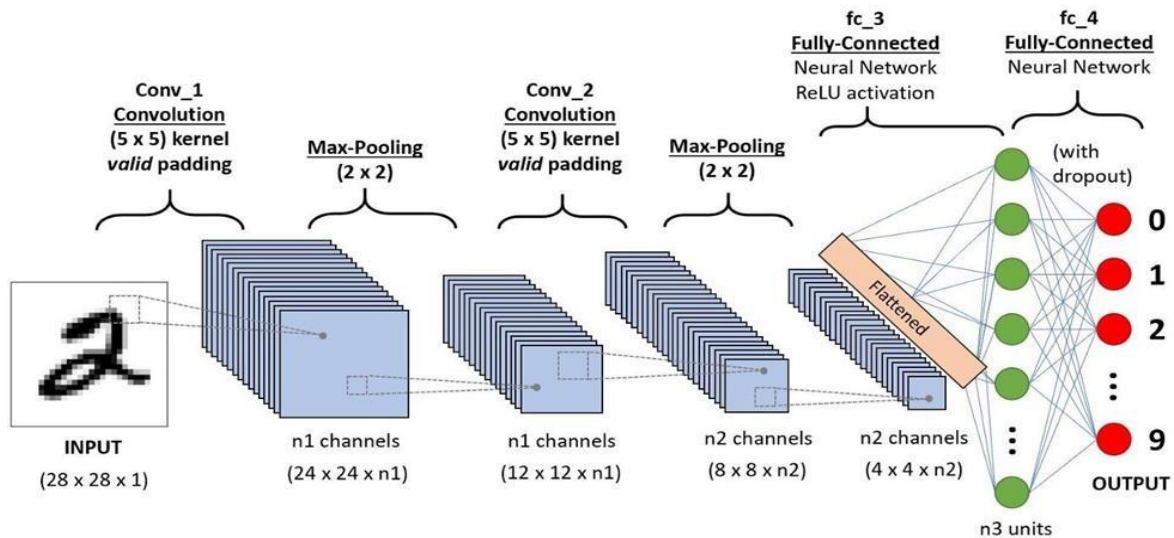 Conv_1
Convolution
(5 x 5) kernel
valid padding
Max-Pooling
(2 x 2)
Conv_2
Convolution
(5 x 5) kernel
valid padding
Max-Pooling
(2 x 2)
fc_3
Fully-Connected
Neural Network
ReLU activation
fc_4
Fully-Connected
Neural Network
(with
dropout)
INPUT
(28 x 28 x 1)
n1 channels
(24 x 24 x n1)
n1 channels
(12 x 12 x n1)
n2 channels
(8 x 8 x n2)
n2 channels
(4 x 4 x n2)
Flattened
n3 units
0
1
2
9
OUTPUT
2